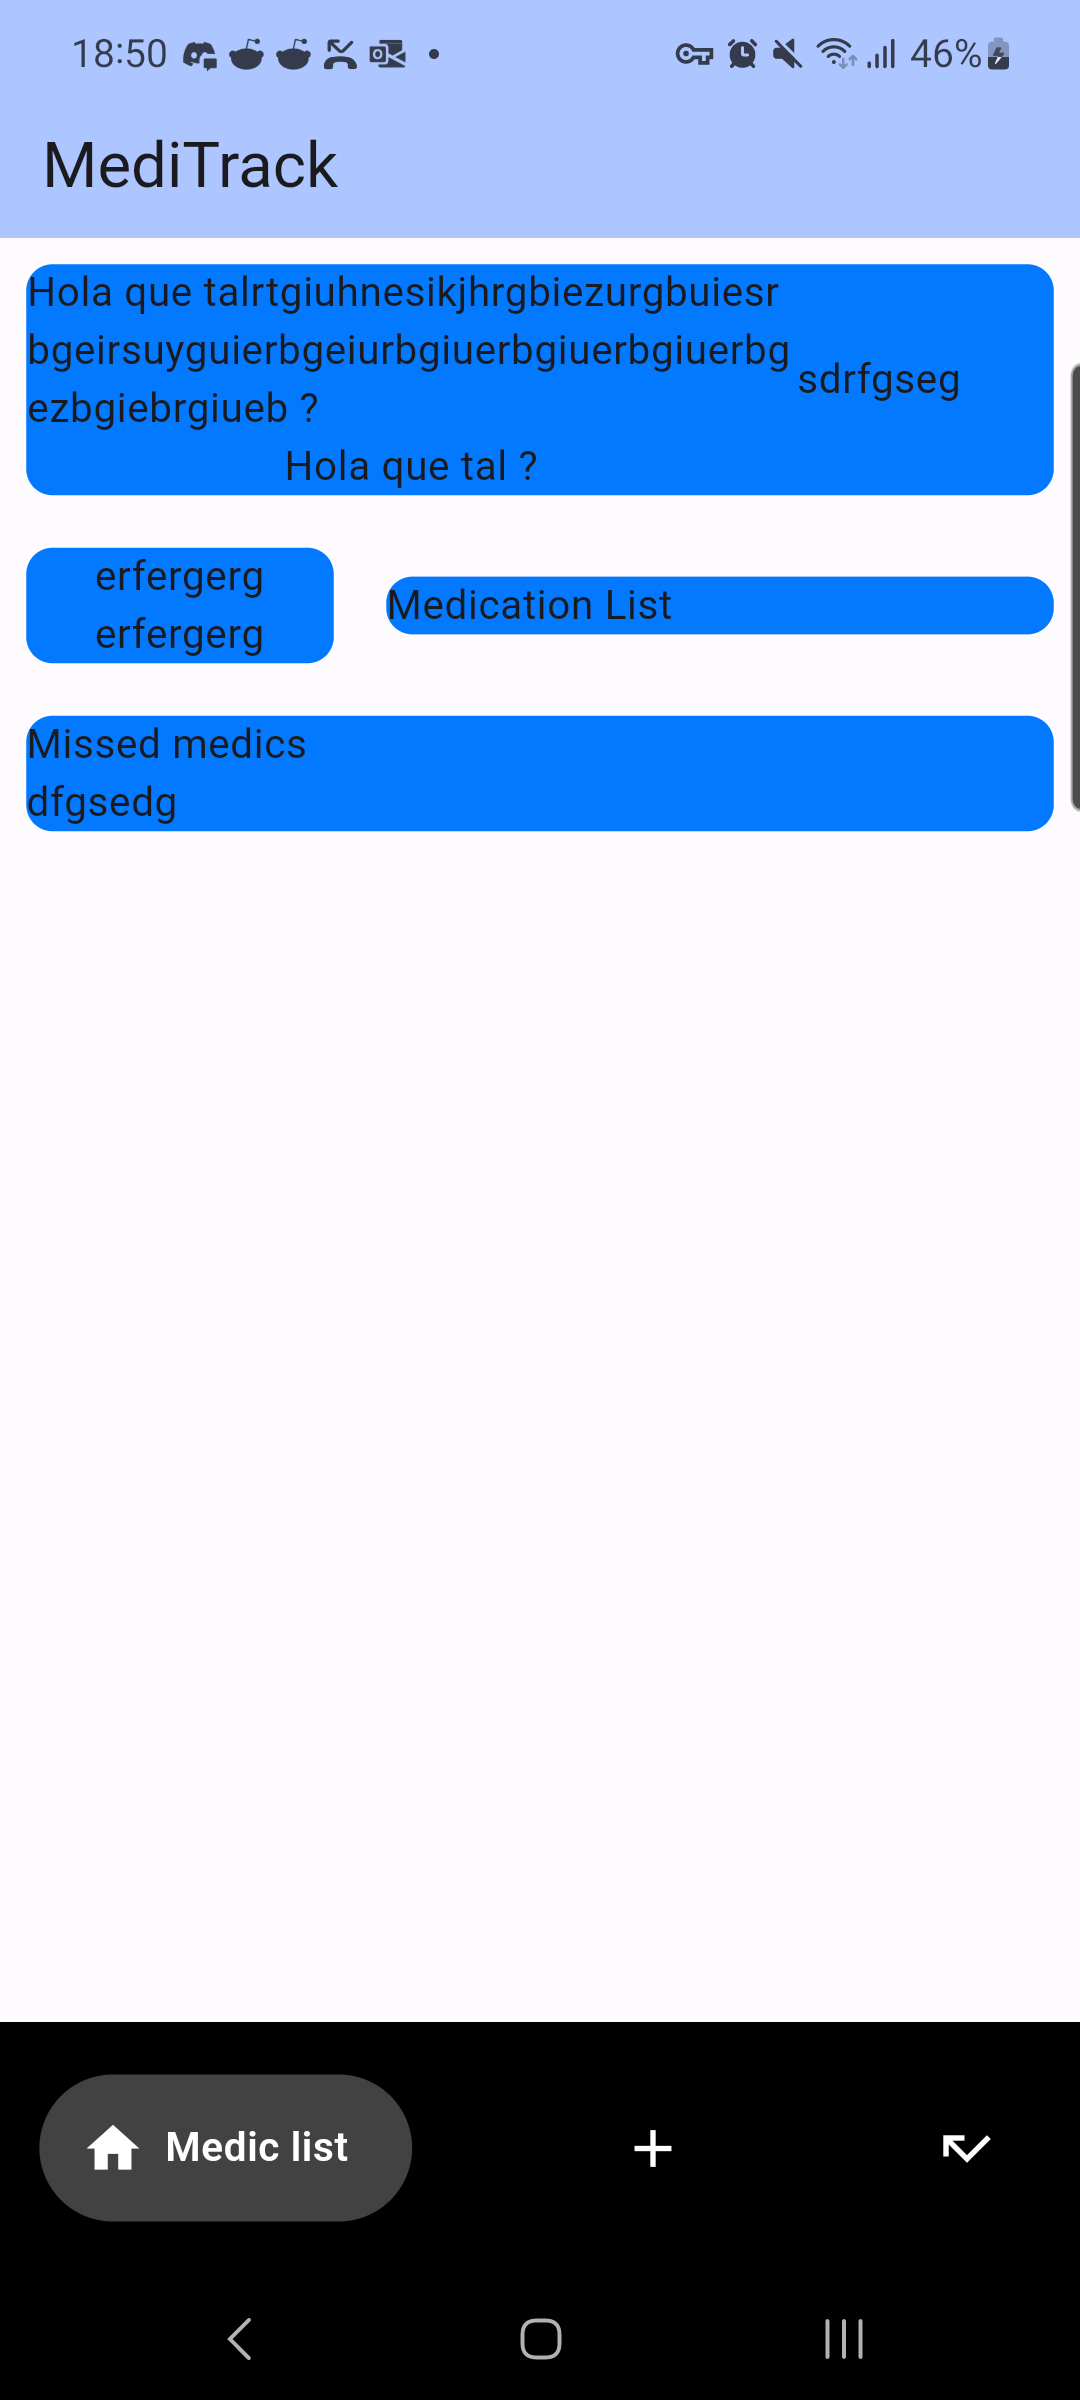 18:50 46%
MediTrack
Hola que talrtgiuhnesikjhrgbiezurgbuiesr
bgeirsuyguierbgeiurbgiuerbgiuerbgiuerbg
ezbgiebrgiueb ?
sdrfgseg
Hola que tal ?
erfergerg
erfergerg
Medication List
Missed medics
dfgsedg
Medic list